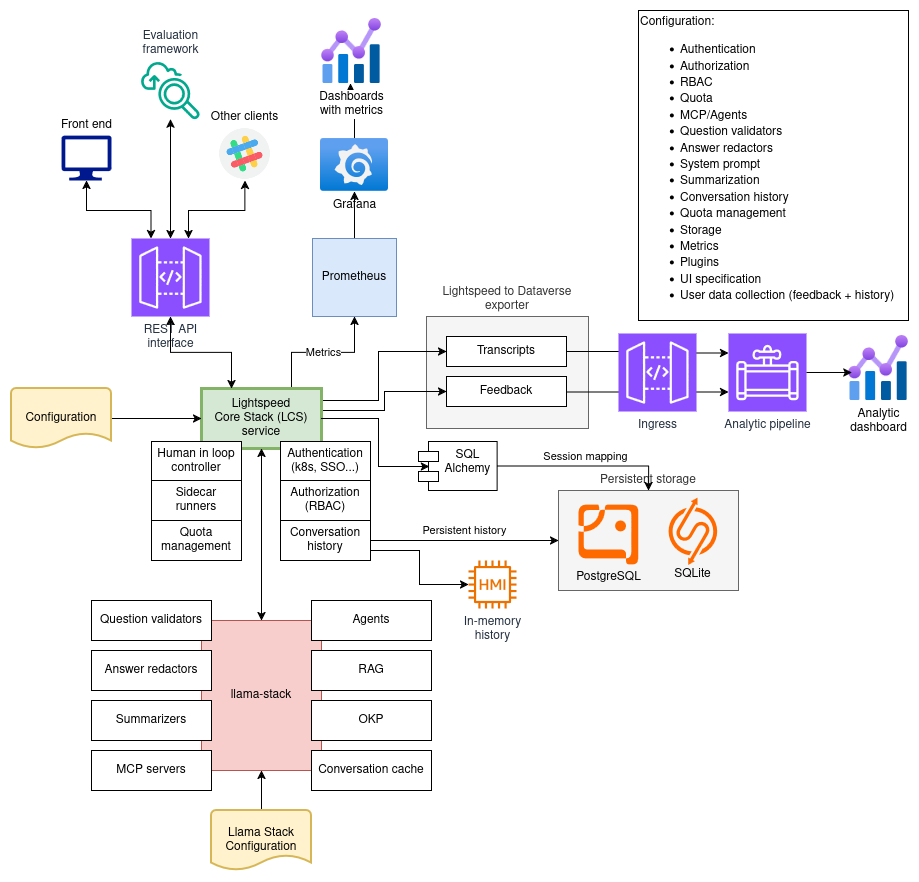 Configuration:
Authentication
Authorization
RBAC
Quota
MCP/Agents
Question validators
Answer redactors
System prompt
Summarization
Conversation history
Quota management
Storage
Metrics
Plugins
UI specification
User data collection (feedback + history)
Evaluation
framework
Front end
Other clients
Dashboards
with metrics
Grafana
Prometheus
REST API
interface
Metrics
Lightspeed to Dataverse
exporter
Transcripts
Feedback
Ingress
Analytic pipeline
Analytic
dashboard
Configuration
Lightspeed
Core Stack (LCS)
service
Human in loop
controller
Sidecar
runners
Quota
management
Authentication
(k8s, SSO...)
Authorization
(RBAC)
Conversation
history
SQL
Alchemy
Session mapping
Persistent storage
Persistent history
PostgreSQL
SQLite
HMI
In-memory
history
Question validators
Answer redactors
Summarizers
MCP servers
llama-stack
Agents
RAG
OKP
Conversation cache
Llama Stack
Configuration